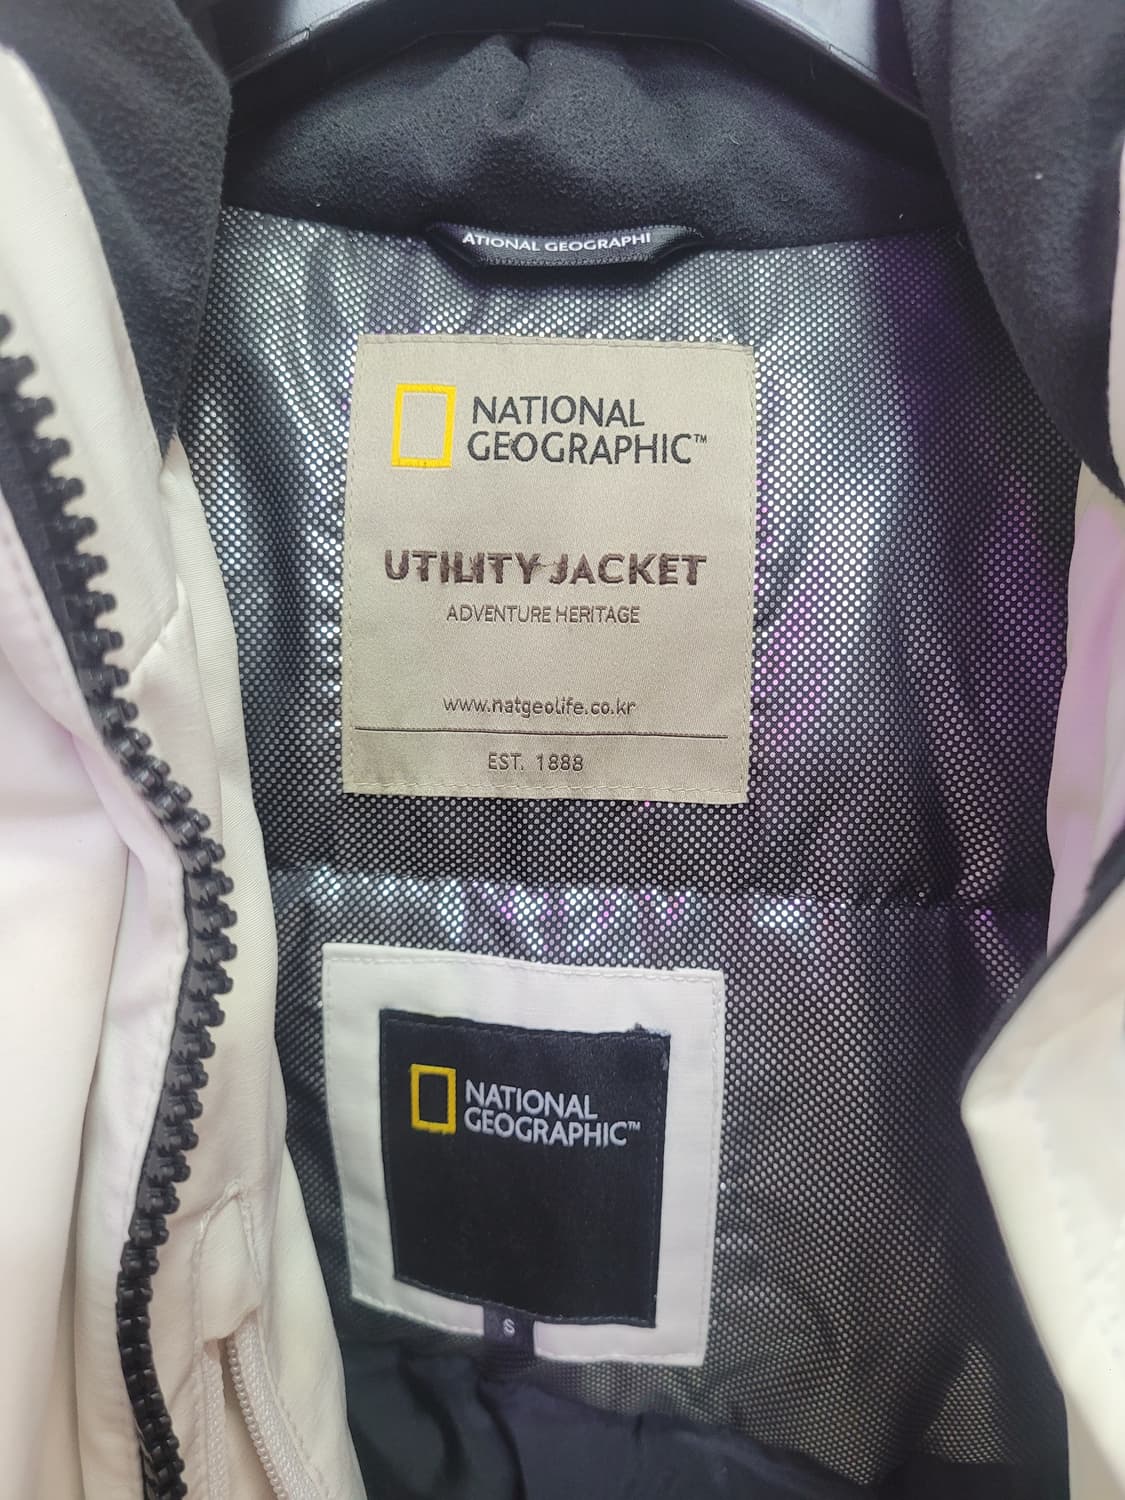 ATIONAL GEOGRAPHI
NATIONAL
GEOGRAPHIC™
UTILITY JACKET
ADVENTURE HERITAGE
www.natgeolife.co.kr
EST. 1888
NATIONAL
GEOGRAPHIC™
S